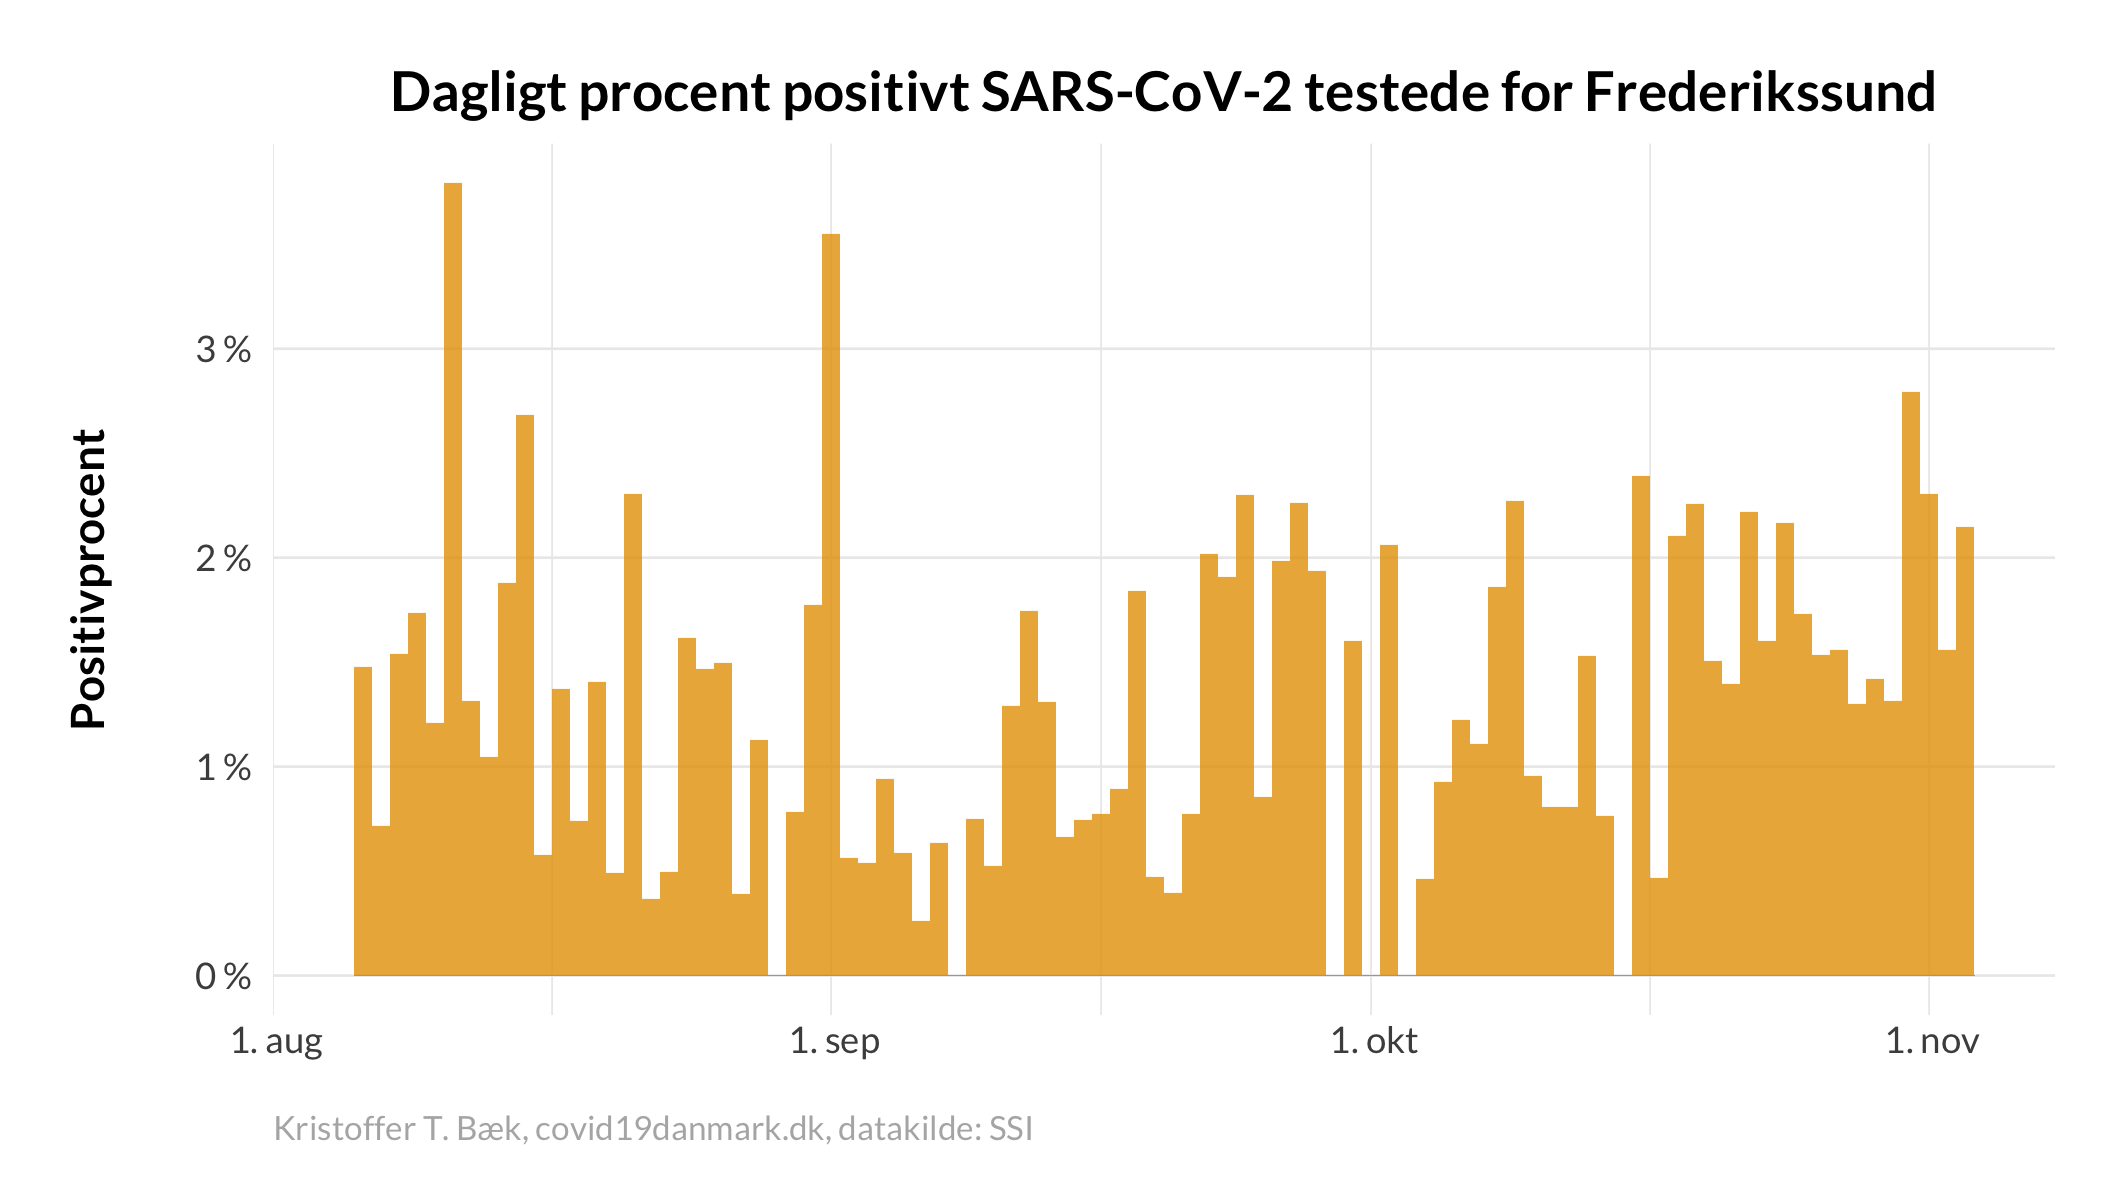 Dagligt procent positivt SARS-CoV-2 testede for Frederikssund
Positivprocent
3 %
2 %
1 %
0 %
1. aug
1. sep
1. okt
1. nov
Kristoffer T. Bæk, covid19danmark.dk, datakilde: SSI